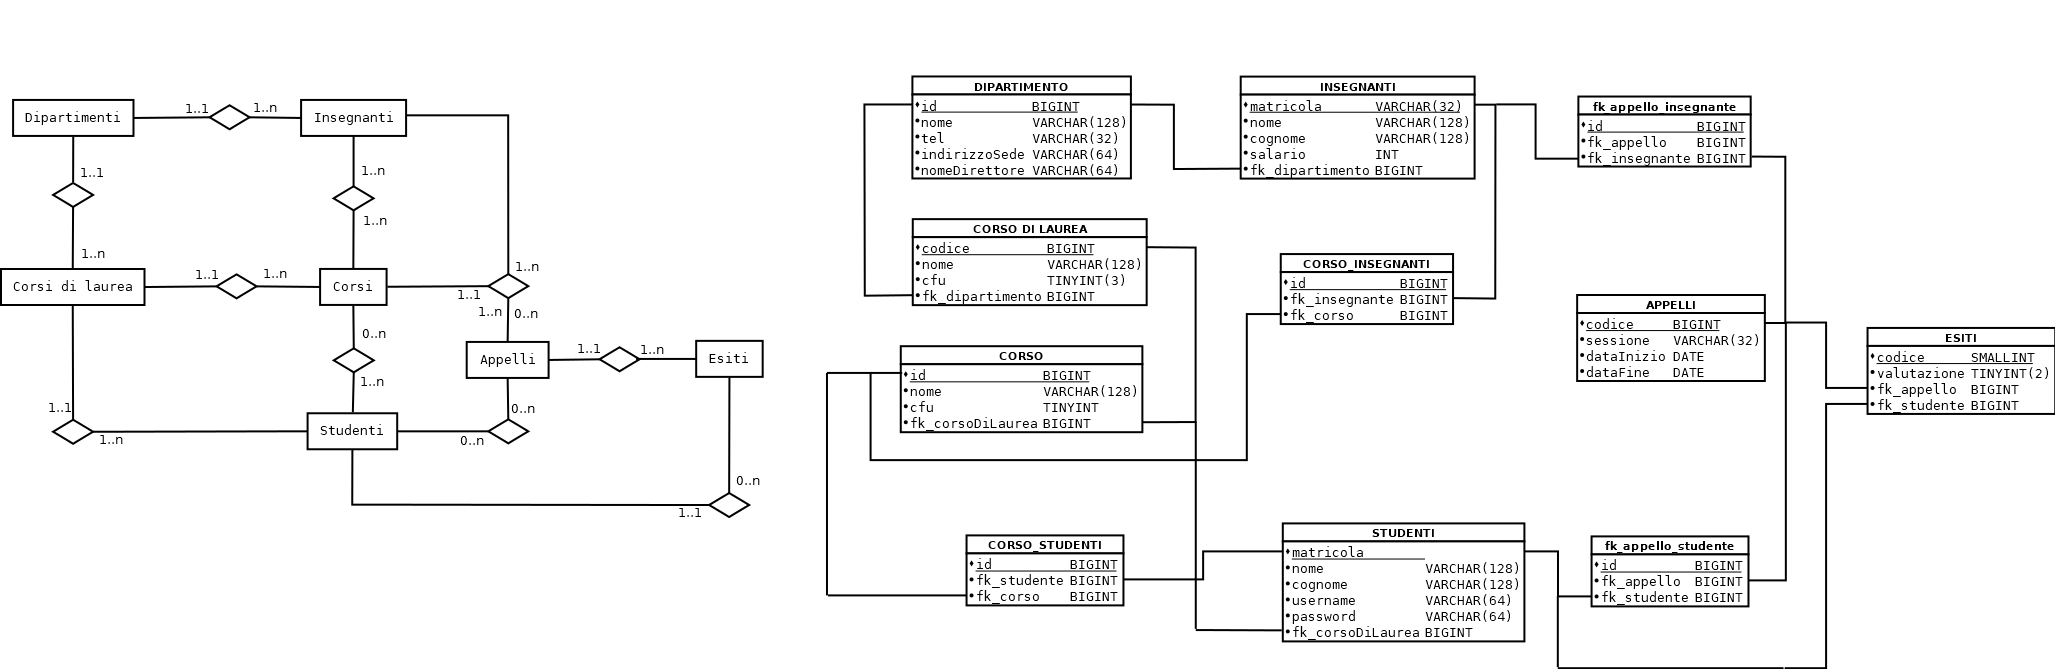 Dipartimenti
1..1
1..n
Insegnanti
1..1
1..n
1..n
1..n
Corsi di laurea
1..1
1..n
Corsi
1..1
1..n
1..n
0..n
0..n
1..n
Appelli
1..1
1..n
Esiti
1..1
1..n
Studenti
0..n
0..n
1..1
0..n
DIPARTIMENTO
id BIGINT
nome VARCHAR(128)
tel VARCHAR(32)
indirizzoSede VARCHAR(64)
nomeDirettore VARCHAR(64)
INSEGNANTI
matricola VARCHAR(32)
nome VARCHAR(128)
cognome VARCHAR(128)
salario INT
fk_dipartimento BIGINT
fk_appello_insegnante
id BIGINT
fk_appello BIGINT
fk_insegnante BIGINT
CORSO DI LAUREA
codice BIGINT
nome VARCHAR(128)
cfu TINYINT(3)
fk_dipartimento BIGINT
CORSO_INSEGNANTI
id BIGINT
fk_insegnante BIGINT
fk_corso BIGINT
APPELLI
codice BIGINT
sessione VARCHAR(32)
dataInizio DATE
dataFine DATE
ESITI
codice SMALLINT
valutazione TINYINT(2)
fk_appello BIGINT
fk_studente BIGINT
CORSO
id BIGINT
nome VARCHAR(128)
cfu TINYINT
fk_corsoDiLaurea BIGINT
CORSO_STUDENTI
id BIGINT
fk_studente BIGINT
fk_corso BIGINT
STUDENTI
matricola
nome VARCHAR(128)
cognome VARCHAR(128)
username VARCHAR(64)
password VARCHAR(64)
fk_corsoDiLaurea BIGINT
fk_appello_studente
id BIGINT
fk_appello BIGINT
fk_studente BIGINT